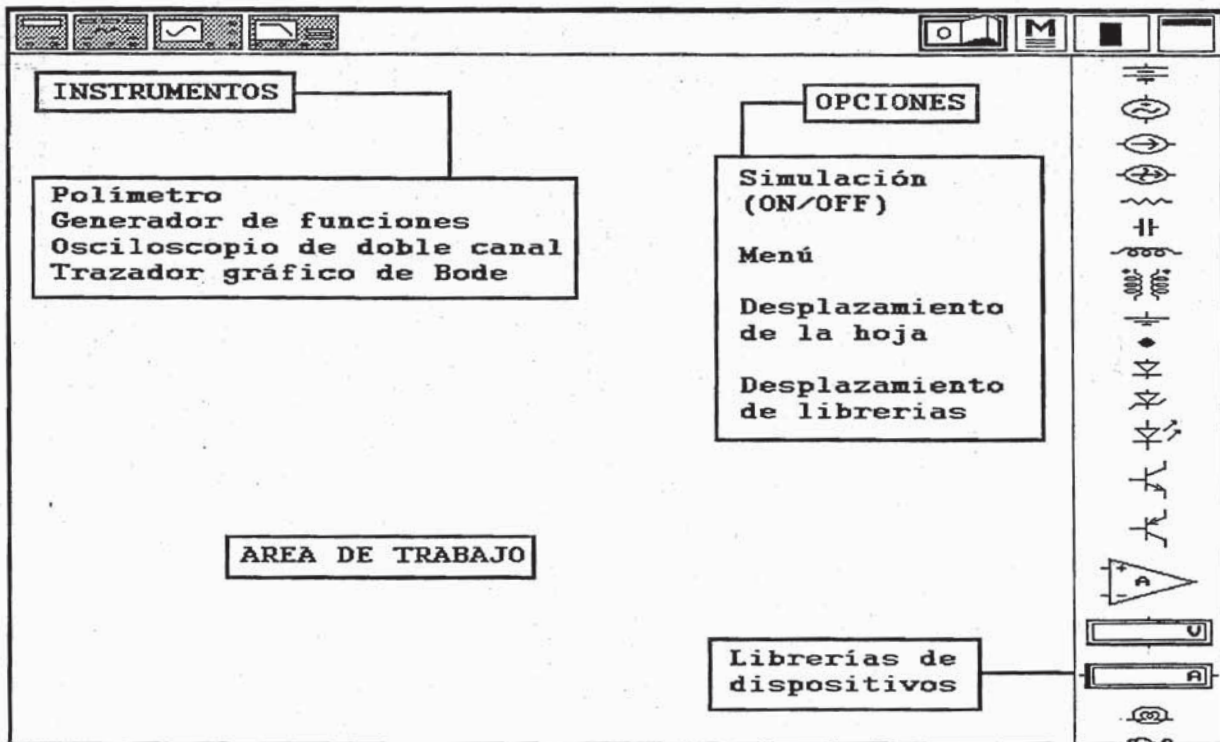 M
INSTRUMENTOS
OPCIONES
Polímetro
Generador de funciones
Osciloscopio de doble canal
Trazador gráfico de Bode
Simulación
(ON/OFF)
Menú
Desplazamiento
de la hoja
Desplazamiento
de librerias
AREA DE TRABAJO
A
V
Librerías de
dispositivos
A